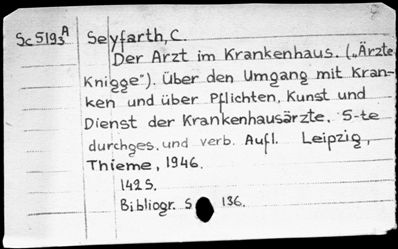 Sc 5193A Seyfarth, C.
Der Arzt im Krankenhaus. („Ärzte
Knigge"). Über den Umgang mit Kran-
ken und über Pflichten, Kunst und
Dienst der Krankenhausärzte. 5-te
durchges. und verb. Aufl. Leipzig,
Thieme, 1946.
142 S.
Bibliogr. S 136.